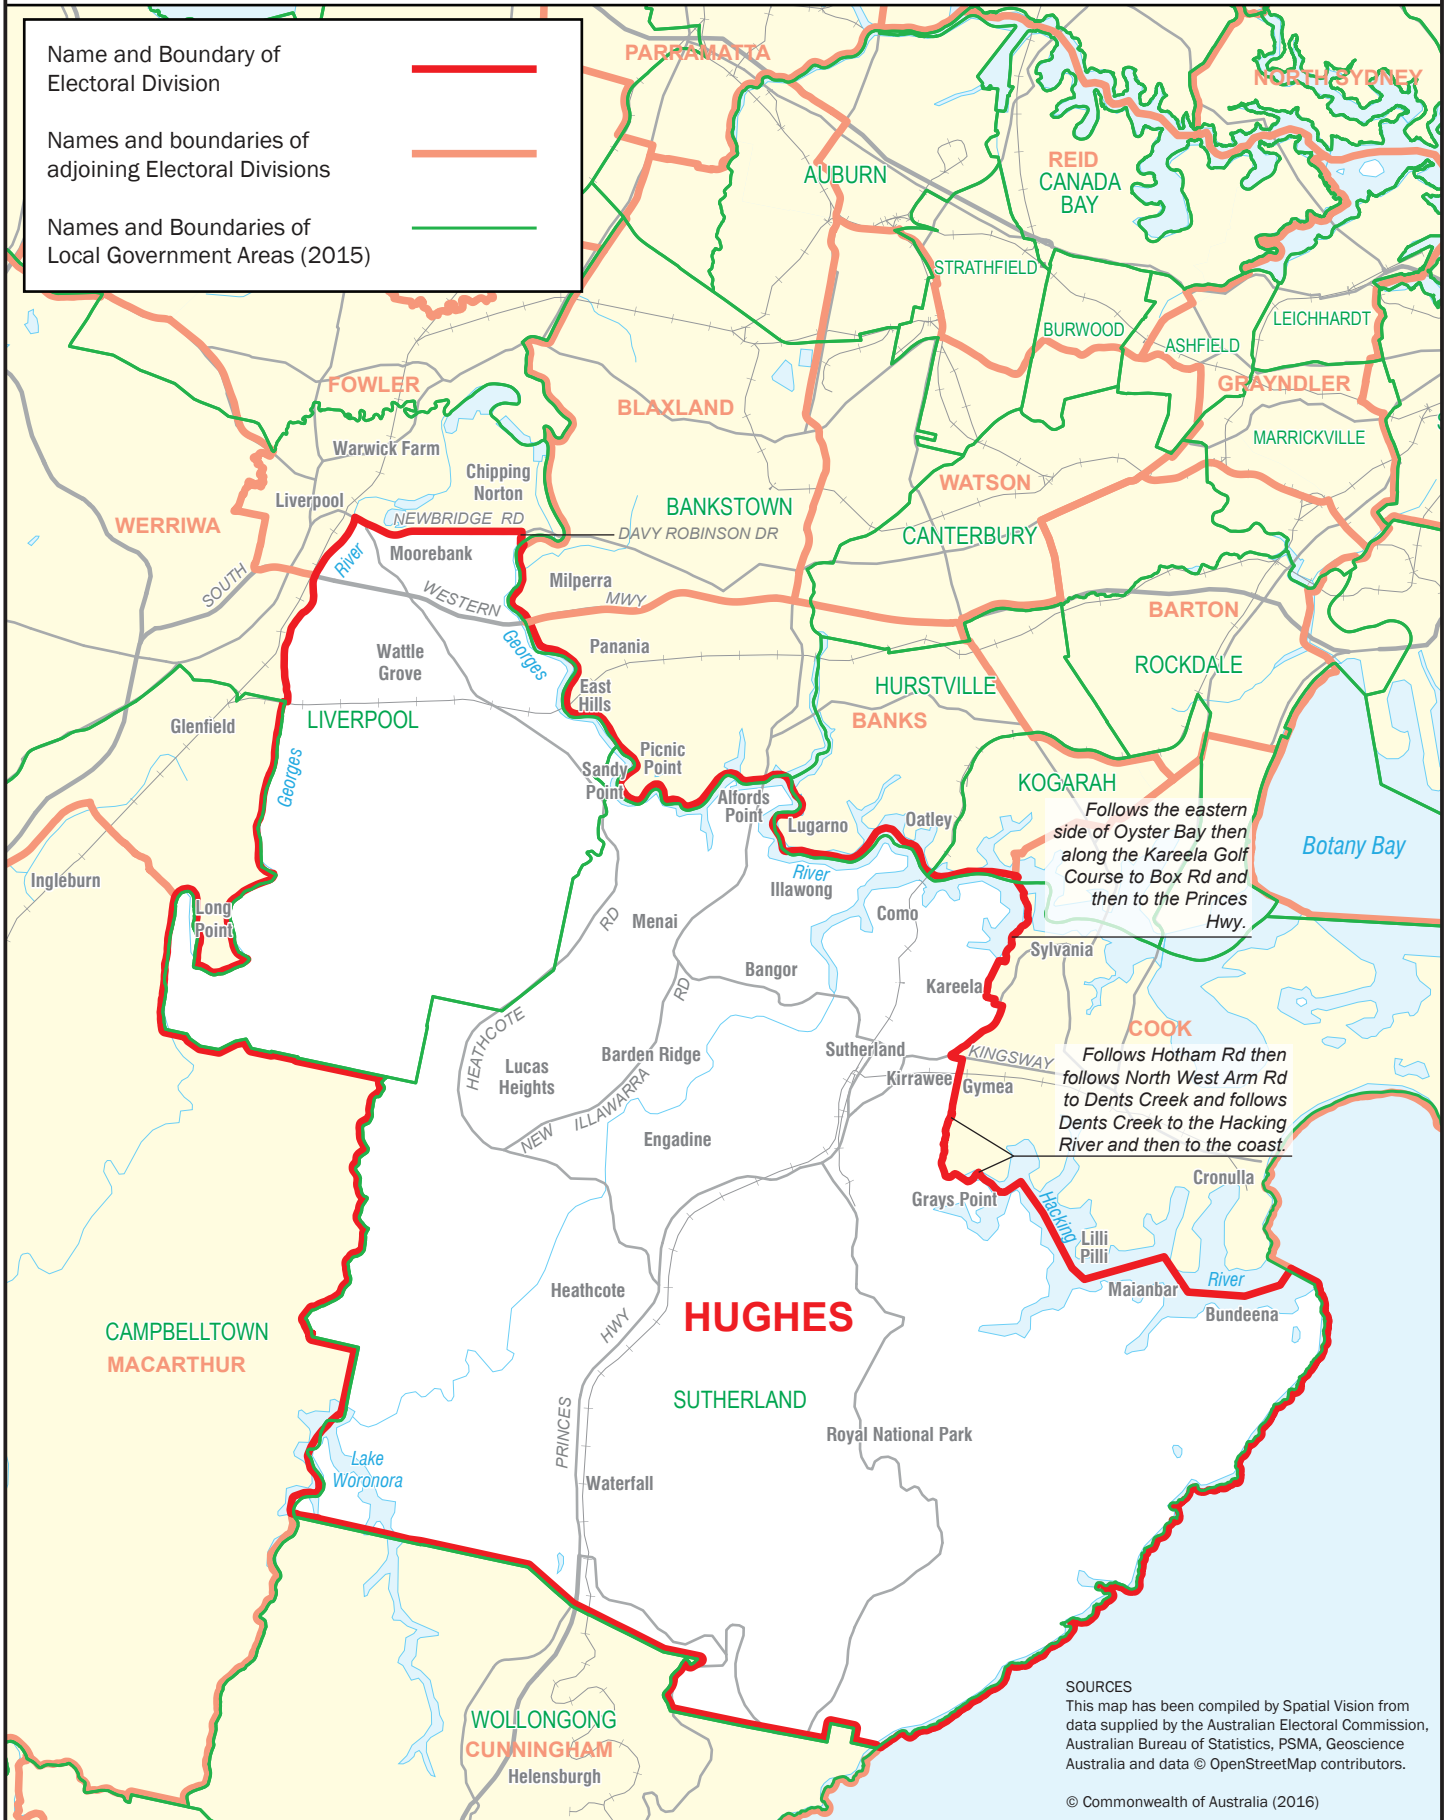 Name and Boundary of
Electoral Division
Names and boundaries of
adjoining Electoral Divisions
Names and Boundaries of
Local Government Areas (2015)
PARRAMATTA
NORTH SYDNEY
REID
CANADA
BAY
AUBURN
STRATHFIELD
BURWOOD
LEICHHARDT
ASHFIELD
GRAYNDLER
MARRICKVILLE
FOWLER
BLAXLAND
Warwick Farm
Chipping
Norton
Liverpool
WERRIWA
NEWBRIDGE RD
BANKSTOWN
WATSON
DAVY ROBINSON DR
CANTERBURY
Moorebank
River
SOUTH
WESTERN
MWY
Milperra
BARTON
Georges
Panania
Wattle
Grove
ROCKDALE
East
Hills
HURSTVILLE
BANKS
LIVERPOOL
Glenfield
Georges
Picnic
Point
Sandy
Point
Alfords
Point
KOGARAH
Lugarno
Oatley
Follows the eastern
side of Oyster Bay then
along the Kareela Golf
Course to Box Rd and
then to the Princes
Hwy.
Botany Bay
Ingleburn
River
Illawong
Long
Point
RD
Menai
Como
Sylvania
Bangor
Kareela
RD
HEATHCOTE
COOK
Sutherland
KINGSWAY
Barden Ridge
Lucas
Heights
Kirrawee
Gymea
Follows Hotham Rd then
follows North West Arm Rd
to Dents Creek and follows
Dents Creek to the Hacking
River and then to the coast.
NEW
ILLAWARRA
Engadine
Cronulla
Grays Point
Hacking
Lilli
Pilli
River
Maianbar
Bundeena
Heathcote
HWY
HUGHES
CAMPBELLTOWN
MACARTHUR
SUTHERLAND
PRINCES
Royal National Park
Lake
Woronora
Waterfall
WOLLONGONG
CUNNINGHAM
Helensburgh
SOURCES
This map has been compiled by Spatial Vision from
data supplied by the Australian Electoral Commission,
Australian Bureau of Statistics, PSMA, Geoscience
Australia and data © OpenStreetMap contributors.
© Commonwealth of Australia (2016)